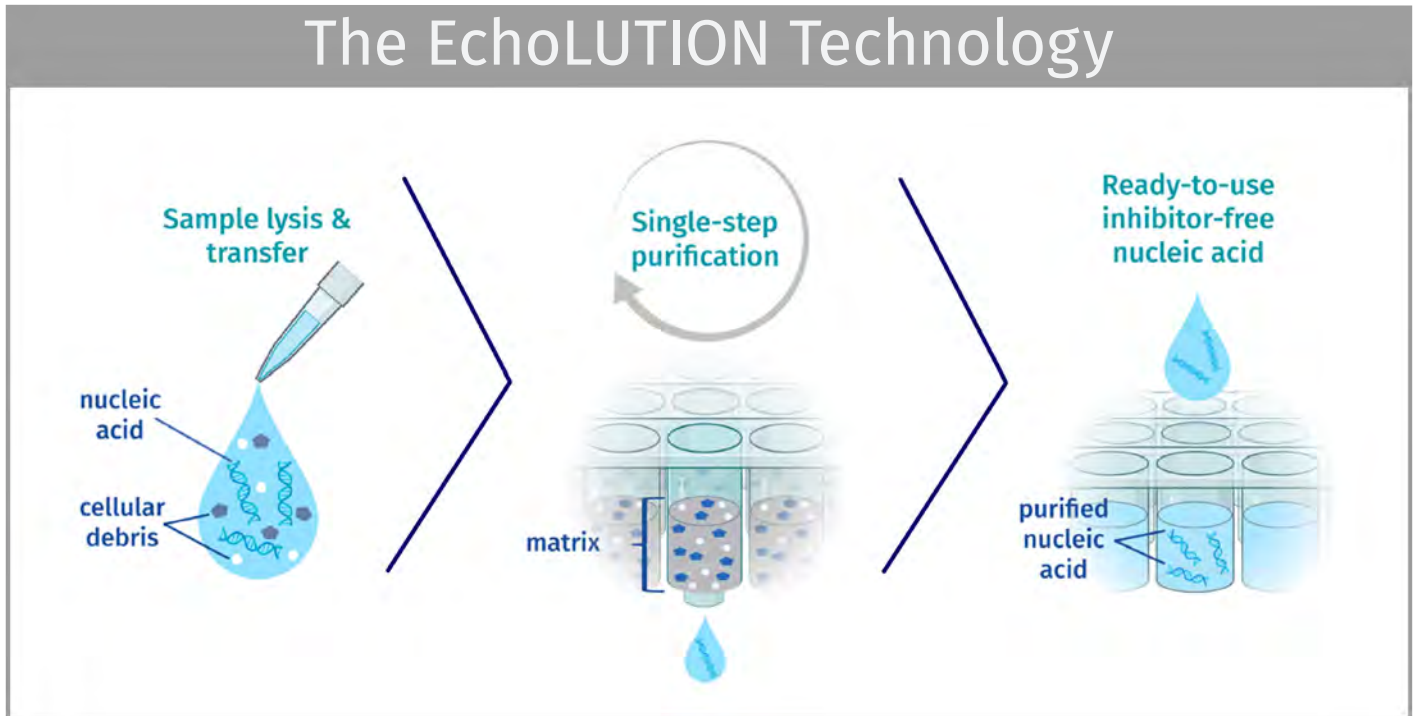 The EchoLUTION Technology
Sample lysis &
transfer
nucleic
acid
cellular
debris
Single-step
purification
matrix
Ready-to-use
inhibitor-free
nucleic acid
purified
nucleic
acid